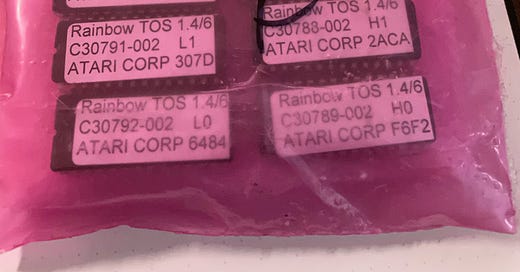 Rainbow TOS 1.4/6
C30791-002 L1
ATARI CORP 307D
Rainbow TOS 1.4/6
C30788-002 H1
ATARI CORP 2ACA
Rainbow TOS 1.4/6
C30792-002 L0
ATARI CORP 6484
Rainbow TOS 1.4/6
C30789-002 H0
ATARI CORP F6F2